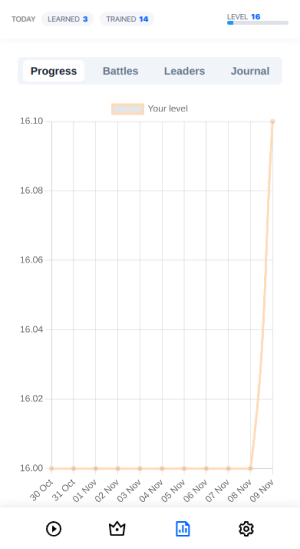 TODAY LEARNED 3 TRAINED 14 LEVEL 16
Progress Battles Leaders Journal
Your level
16.10
16.08
16.06
16.04
16.02
16.00
30 Oct 31 Oct 01 Nov 02 Nov 03 Nov 04 Nov 05 Nov 06 Nov 07 Nov 08 Nov 09 Nov